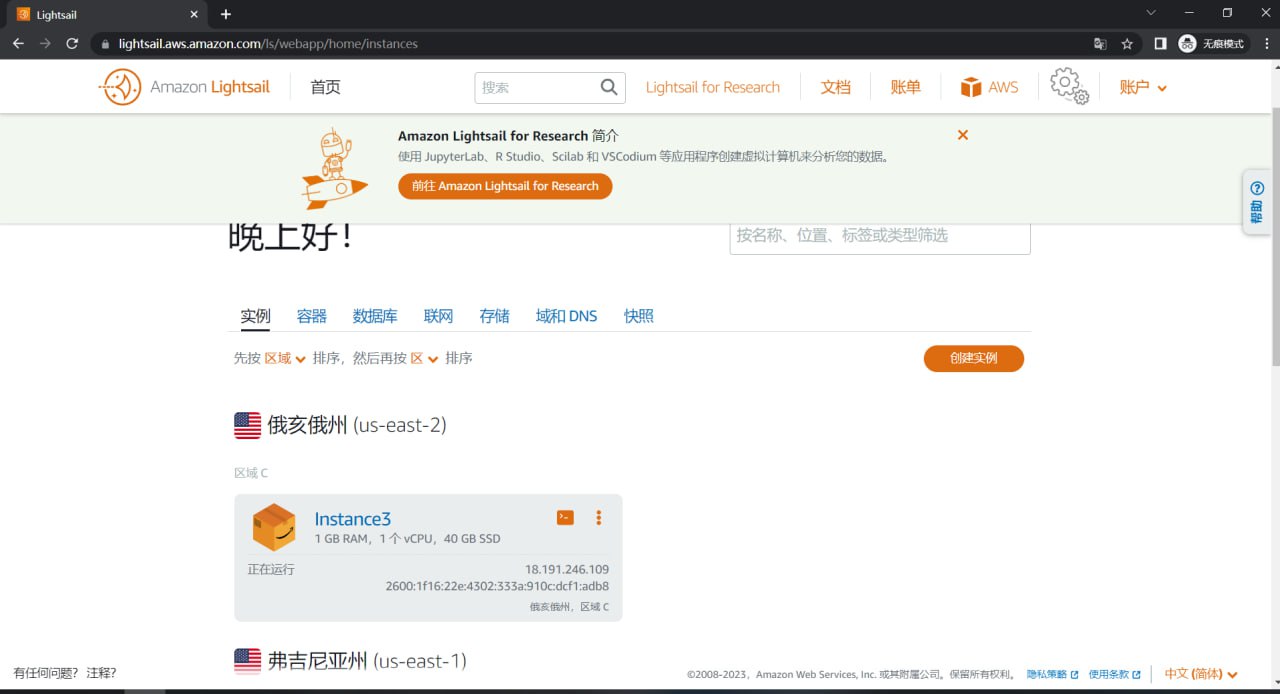 Lightsail
lightsail.aws.amazon.com/ls/webapp/home/instances
无痕模式
Amazon Lightsail
首页
搜索
Lightsail for Research
文档
账单
AWS
账户
Amazon Lightsail for Research 简介
使用 JupyterLab、R Studio、Scilab 和 VSCodium 等应用程序创建虚拟计算机来分析您的数据。
前往 Amazon Lightsail for Research
帮助
晚上好！
按名称、位置、标签或类型筛选
实例
容器
数据库
联网
存储
域和 DNS
快照
先按 区域 排序，然后再按 区 排序
创建实例
俄亥俄州 (us-east-2)
区域 C
Instance3
1 GB RAM，1 个 vCPU，40 GB SSD
正在运行
18.191.246.109
2600:1f16:22e:4302:333a:910c:dcf1:adb8
俄亥俄州，区域 C
弗吉尼亚州 (us-east-1)
有任何问题？ 注释？
©2008-2023，Amazon Web Services, Inc. 或其附属公司。保留所有权利。
隐私策略
使用条款
中文 (简体)